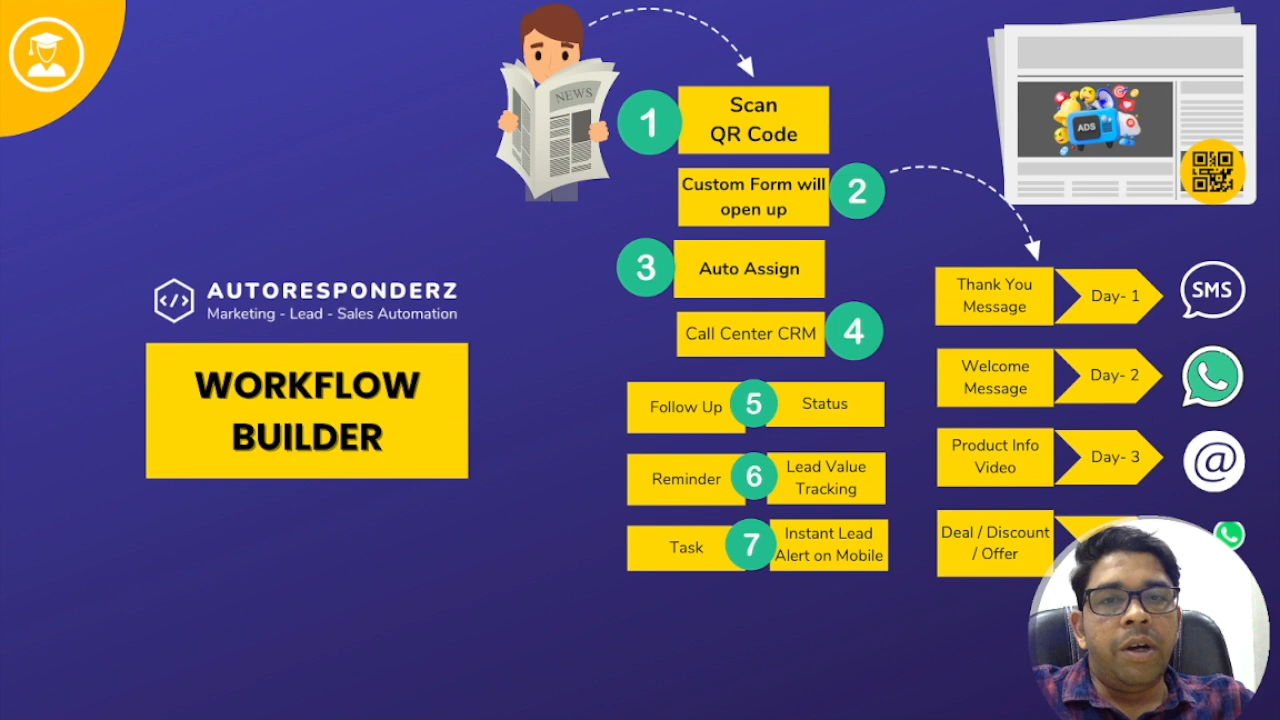 NEWS
1
Scan
QR Code
ADS
Custom Form will
open up
2
3
Auto Assign
Call Center CRM
4
Follow Up
5
Status
Reminder
6
Lead Value
Tracking
Task
7
Instant Lead
Alert on Mobile
</>
AUTORESPONDERZ
Marketing - Lead - Sales Automation
WORKFLOW
BUILDER
Thank You
Message
Day- 1
SMS
Welcome
Message
Day- 2
Product Info
Video
Day- 3
@
Deal / Discount
/ Offer